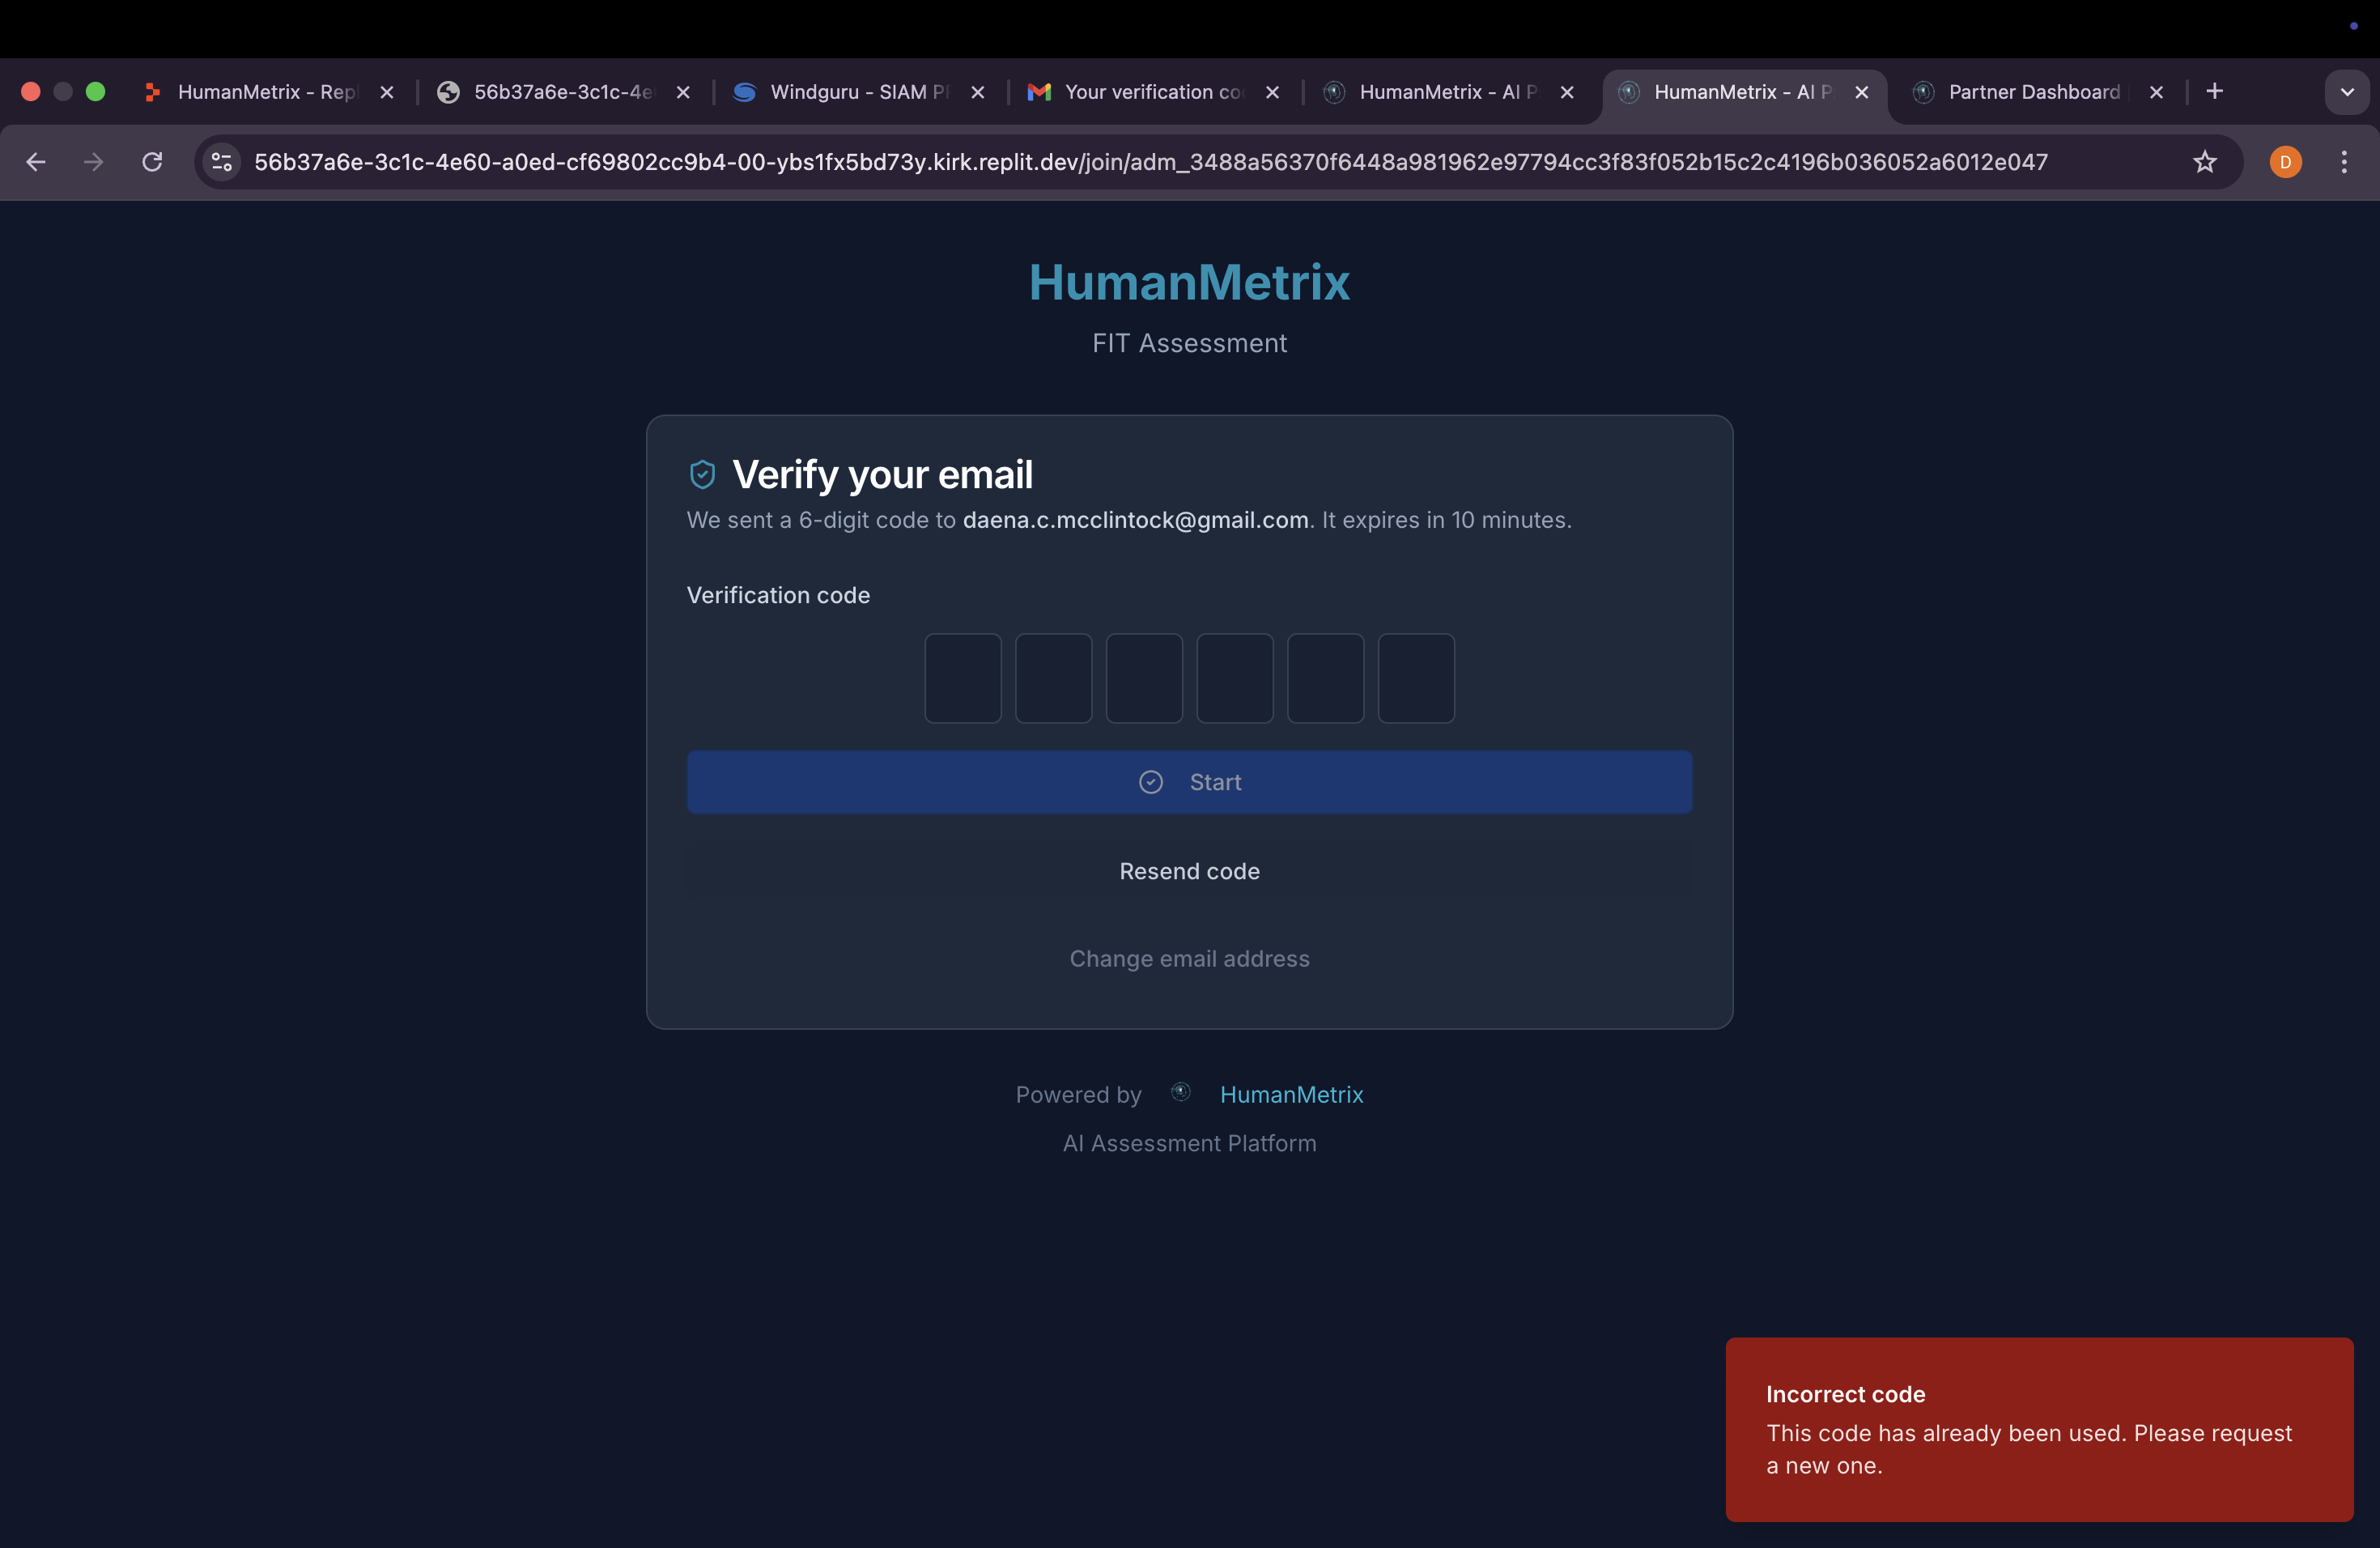 HumanMetrix - Repl
56b37a6e-3c1c-4e
Windguru - SIAM P
Your verification co
HumanMetrix - AI P
HumanMetrix - AI P
Partner Dashboard
56b37a6e-3c1c-4e60-a0ed-cf69802cc9b4-00-ybs1fx5bd73y.kirk.replit.dev/join/adm_3488a56370f6448a981962e97794cc3f83f052b15c2c4196b036052a6012e047
D
HumanMetrix
FIT Assessment
Verify your email
We sent a 6-digit code to daena.c.mcclintock@gmail.com. It expires in 10 minutes.
Verification code
Start
Resend code
Change email address
Powered by HumanMetrix
AI Assessment Platform
Incorrect code
This code has already been used. Please request
a new one.